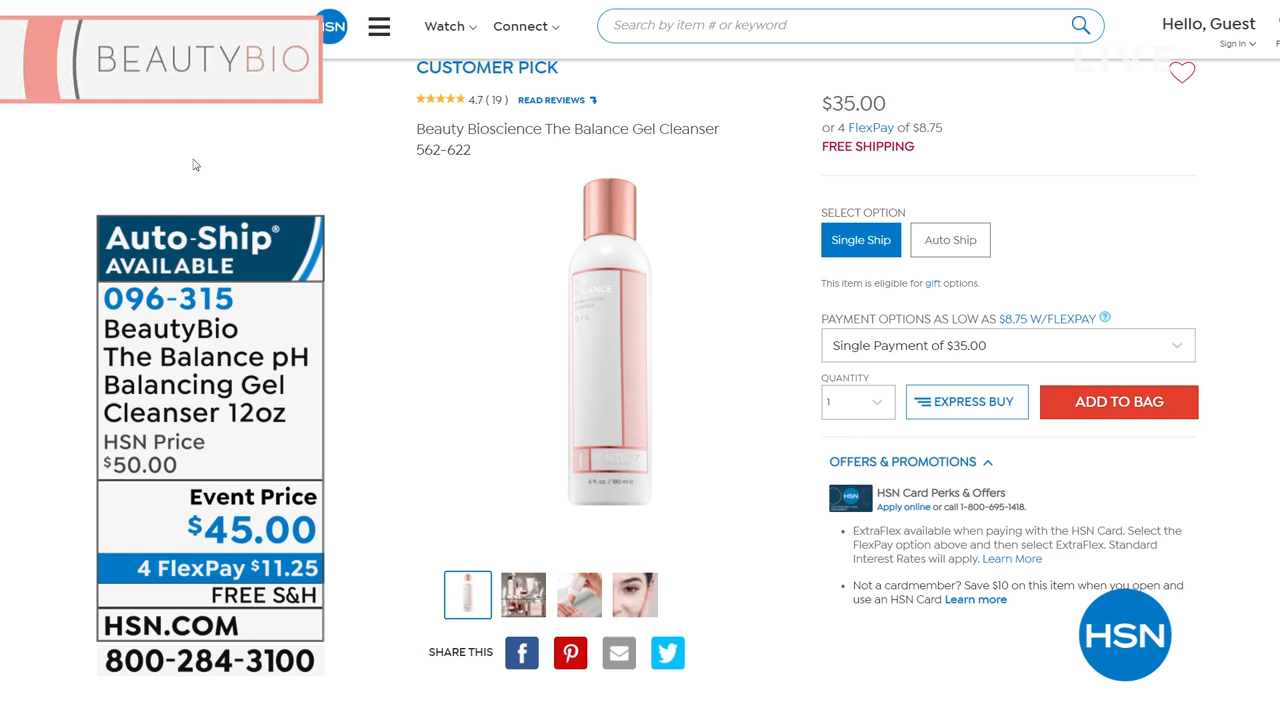 BEAUTYBIO
HSN
Watch
Connect
Search by item # or keyword
Hello, Guest
Sign In
LIVE
CUSTOMER PICK
4.7 ( 19 ) READ REVIEWS
Beauty Bioscience The Balance Gel Cleanser
562-622
$35.00
or 4 FlexPay of $8.75
FREE SHIPPING
SELECT OPTION
Single Ship
Auto Ship
This item is eligible for gift options.
PAYMENT OPTIONS AS LOW AS $8.75 W/FLEXPAY ?
Single Payment of $35.00
QUANTITY
1
EXPRESS BUY
ADD TO BAG
OFFERS & PROMOTIONS
HSN
HSN Card Perks & Offers
Apply online or call 1-800-695-1418.
• ExtraFlex available when paying with the HSN Card. Select the
FlexPay option above and then select ExtraFlex. Standard
Interest Rates will apply. Learn More
• Not a cardmember? Save $10 on this item when you open and
use an HSN Card Learn more
HSN
Auto-Ship®
AVAILABLE
096-315
BeautyBio
The Balance pH
Balancing Gel
Cleanser 12oz
HSN Price
$50.00
Event Price
$45.00
4 FlexPay $11.25
FREE S&H
HSN.COM
800-284-3100
6 fl. oz. / 180 ml e
SHARE THIS